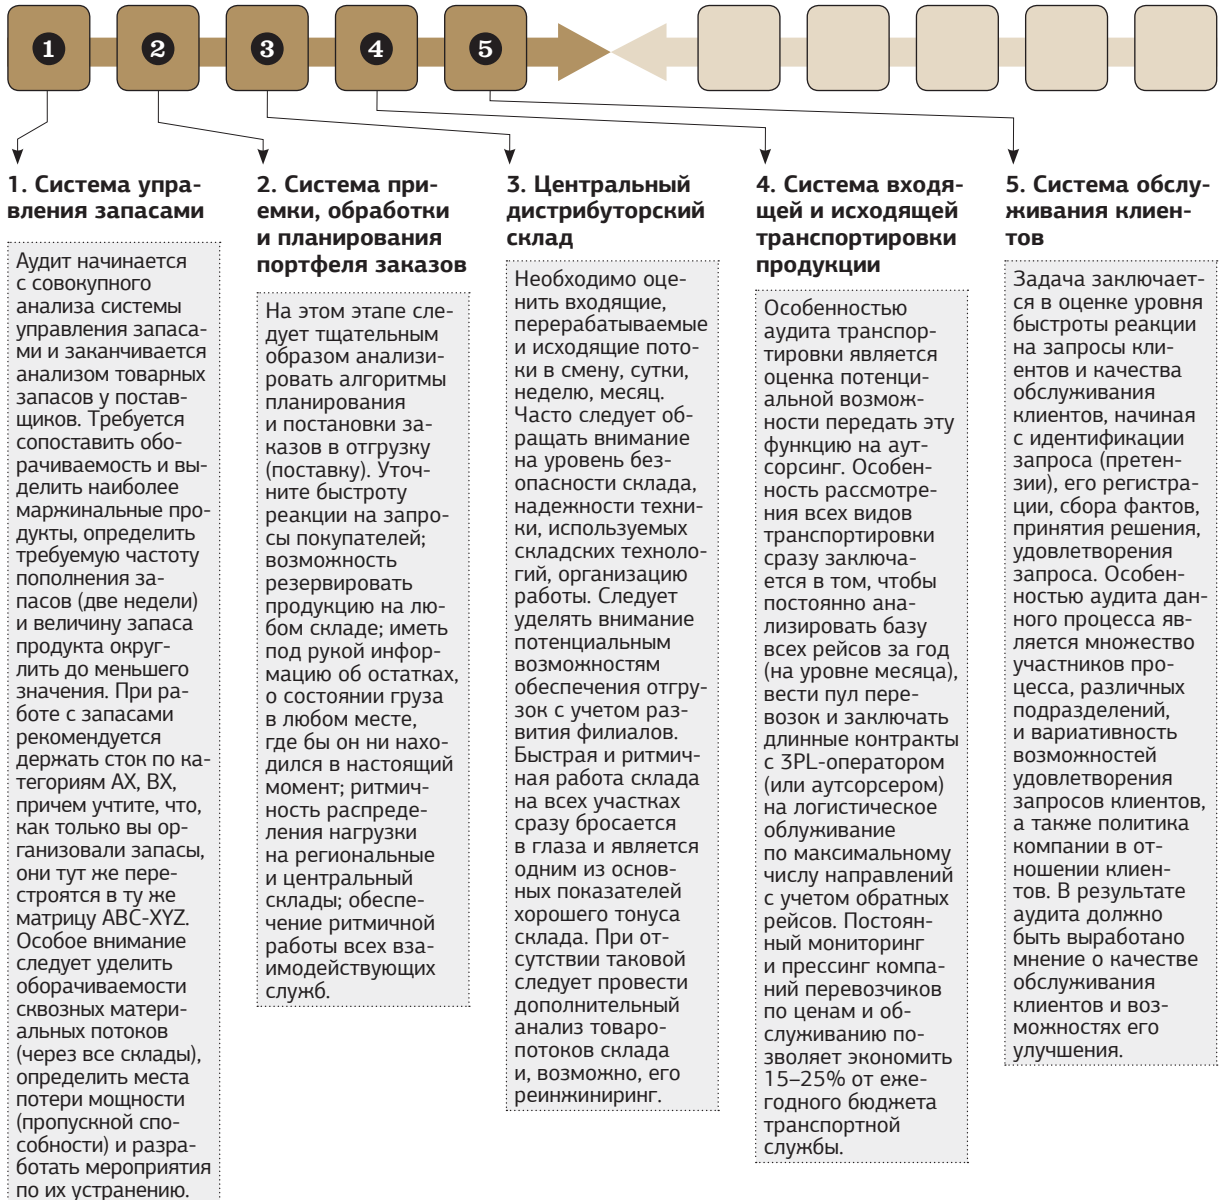 1
2
3
4
5
1. Система упра-
вления запасами
Аудит начинается
с совокупного
анализа системы
управления запаса-
ми и заканчивается
анализом товарных
запасов у постав-
щиков. Требуется
сопоставить обо-
рачиваемость и вы-
делить наиболее
маржинальные про-
дукты, определить
требуемую частоту
пополнения за-
пасов (две недели)
и величину запаса
продукта округ-
лить до меньшего
значения. При ра-
боте с запасами
рекомендуется
держать сток по ка-
тегориям AX, BX,
причем учтите, что,
как только вы ор-
ганизовали запасы,
они тут же пере-
строятся в ту же
матрицу ABC-XYZ.
Особое внимание
следует уделить
оборачиваемости
сквозных матери-
альных потоков
(через все склады),
определить места
потери мощности
(пропускной спо-
собности) и разра-
ботать мероприятия
по их устранению.
2. Система при-
емки, обработки
и планирования
портфеля заказов
На этом этапе сле-
дует тщательным
образом анализи-
ровать алгоритмы
планирования
и постановки за-
казов в отгрузку
(поставку). Уточ-
ните быстроту
реакции на запро-
сы покупателей;
возможность
резервировать
продукцию на лю-
бом складе; иметь
под рукой инфор-
мацию об остатках,
о состоянии груза
в любом месте,
где бы он ни нахо-
дился в настоящий
момент; ритмич-
ность распреде-
ления нагрузки
на региональные
и центральный
склады; обеспе-
чение ритмичной
работы всех вза-
имодействующих
служб.
3. Центральный
дистрибуторский
склад
Необходимо оце-
нить входящие,
перерабатываемые
и исходящие пото-
ки в смену, сутки,
неделю, месяц.
Часто следует об-
ращать внимание
на уровень без-
опасности склада,
надежности техни-
ки, используемых
складских техноло-
гий, организацию
работы. Следует
уделять внимание
потенциальным
возможностям
обеспечения отгру-
зок с учетом раз-
вития филиалов.
Быстрая и ритмич-
ная работа склада
на всех участках
сразу бросается
в глаза и является
одним из основ-
ных показателей
хорошего тонуса
склада. При от-
сутствии таковой
следует провести
дополнительный
анализ товаро-
потоков склада
и, возможно, его
реинжиниринг.
4. Система входя-
щей и исходящей
транспортировки
продукции
Особенностью
аудита транспор-
тировки является
оценка потенци-
альной возмож-
ности передать эту
функцию на аут-
сорсинг. Особен-
ность рассмотре-
ния всех видов
транспортировки
сразу заключа-
ется в том, чтобы
постоянно ана-
лизировать базу
всех рейсов за год
(на уровне месяца),
вести пул пере-
возок и заключать
длинные контракты
с 3PL-оператором
(или аутсорсером)
на логистическое
облуживание
по максимальному
числу направлений
с учетом обратных
рейсов. Постоян-
ный мониторинг
и прессинг компа-
ний перевозчиков
по ценам и об-
служиванию по-
зволяет экономить
15–25% от еже-
годного бюджета
транспортной
службы.
5. Система обслу-
живания клиен-
тов
Задача заключает-
ся в оценке уровня
быстроты реакции
на запросы кли-
ентов и качества
обслуживания
клиентов, начиная
с идентификации
запроса (претен-
зии), его регистра-
ции, сбора фактов,
принятия решения,
удовлетворения
запроса. Особен-
ностью аудита дан-
ного процесса яв-
ляется множество
участников про-
цесса, различных
подразделений,
и вариативность
возможностей
удовлетворения
запросов клиентов,
а также политика
компании в от-
ношении клиен-
тов. В результате
аудита должно
быть выработано
мнение о качестве
обслуживания
клиентов и воз-
можностях его
улучшения.